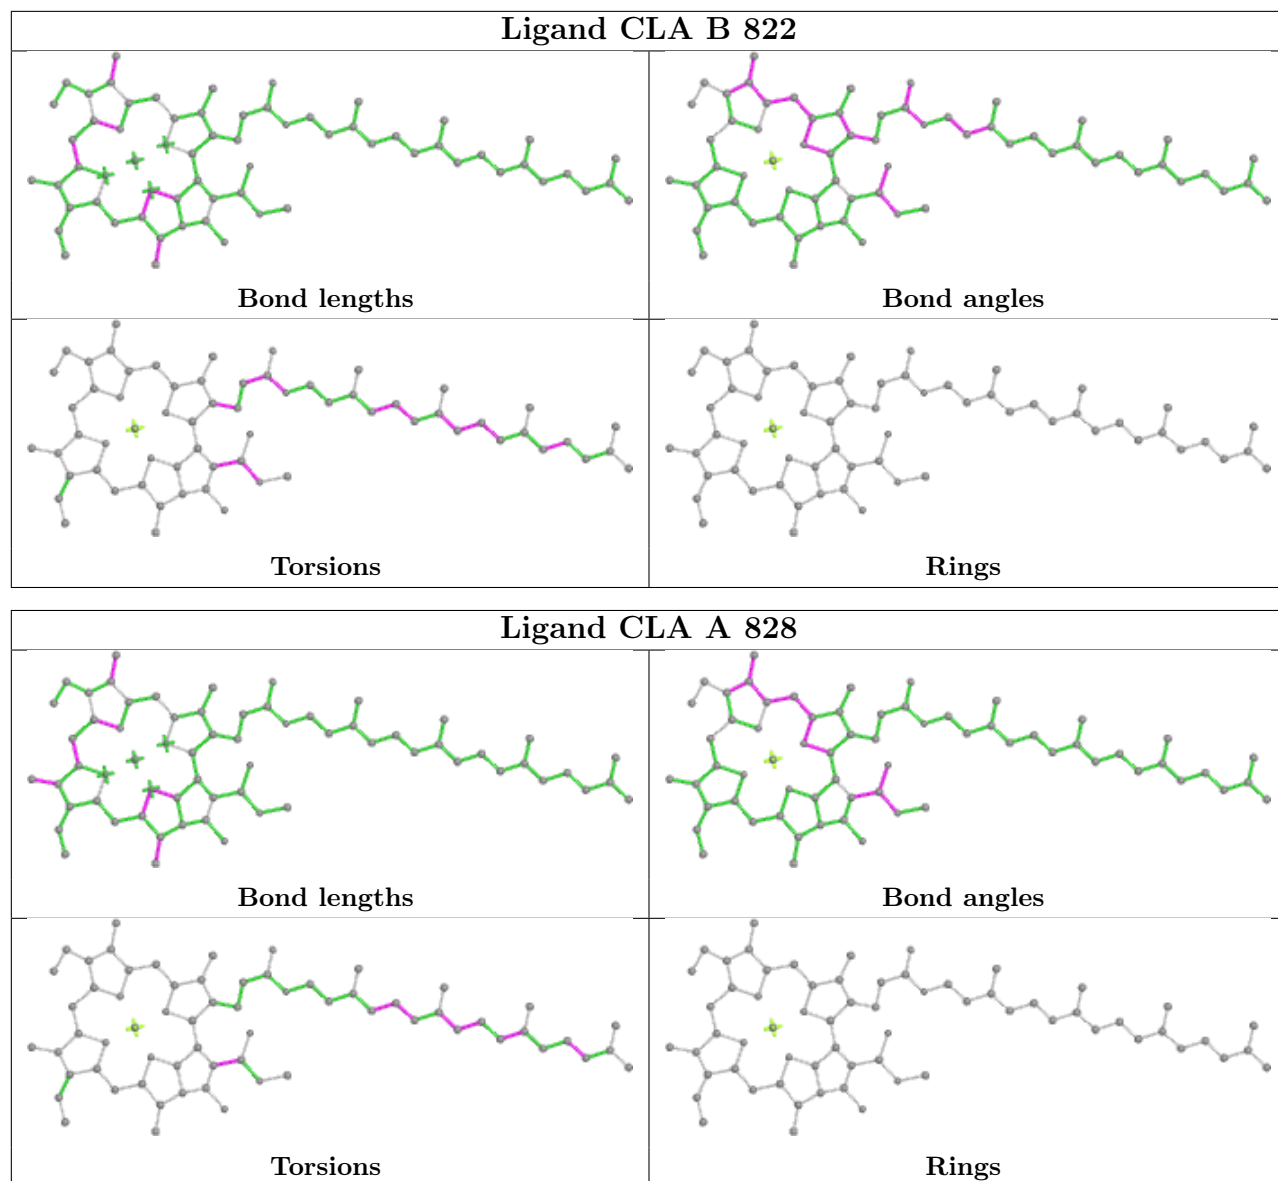 Ligand CLA B 822
Bond lengths
Bond angles
Torsions
Rings
Ligand CLA A 828
Bond lengths
Bond angles
Torsions
Rings